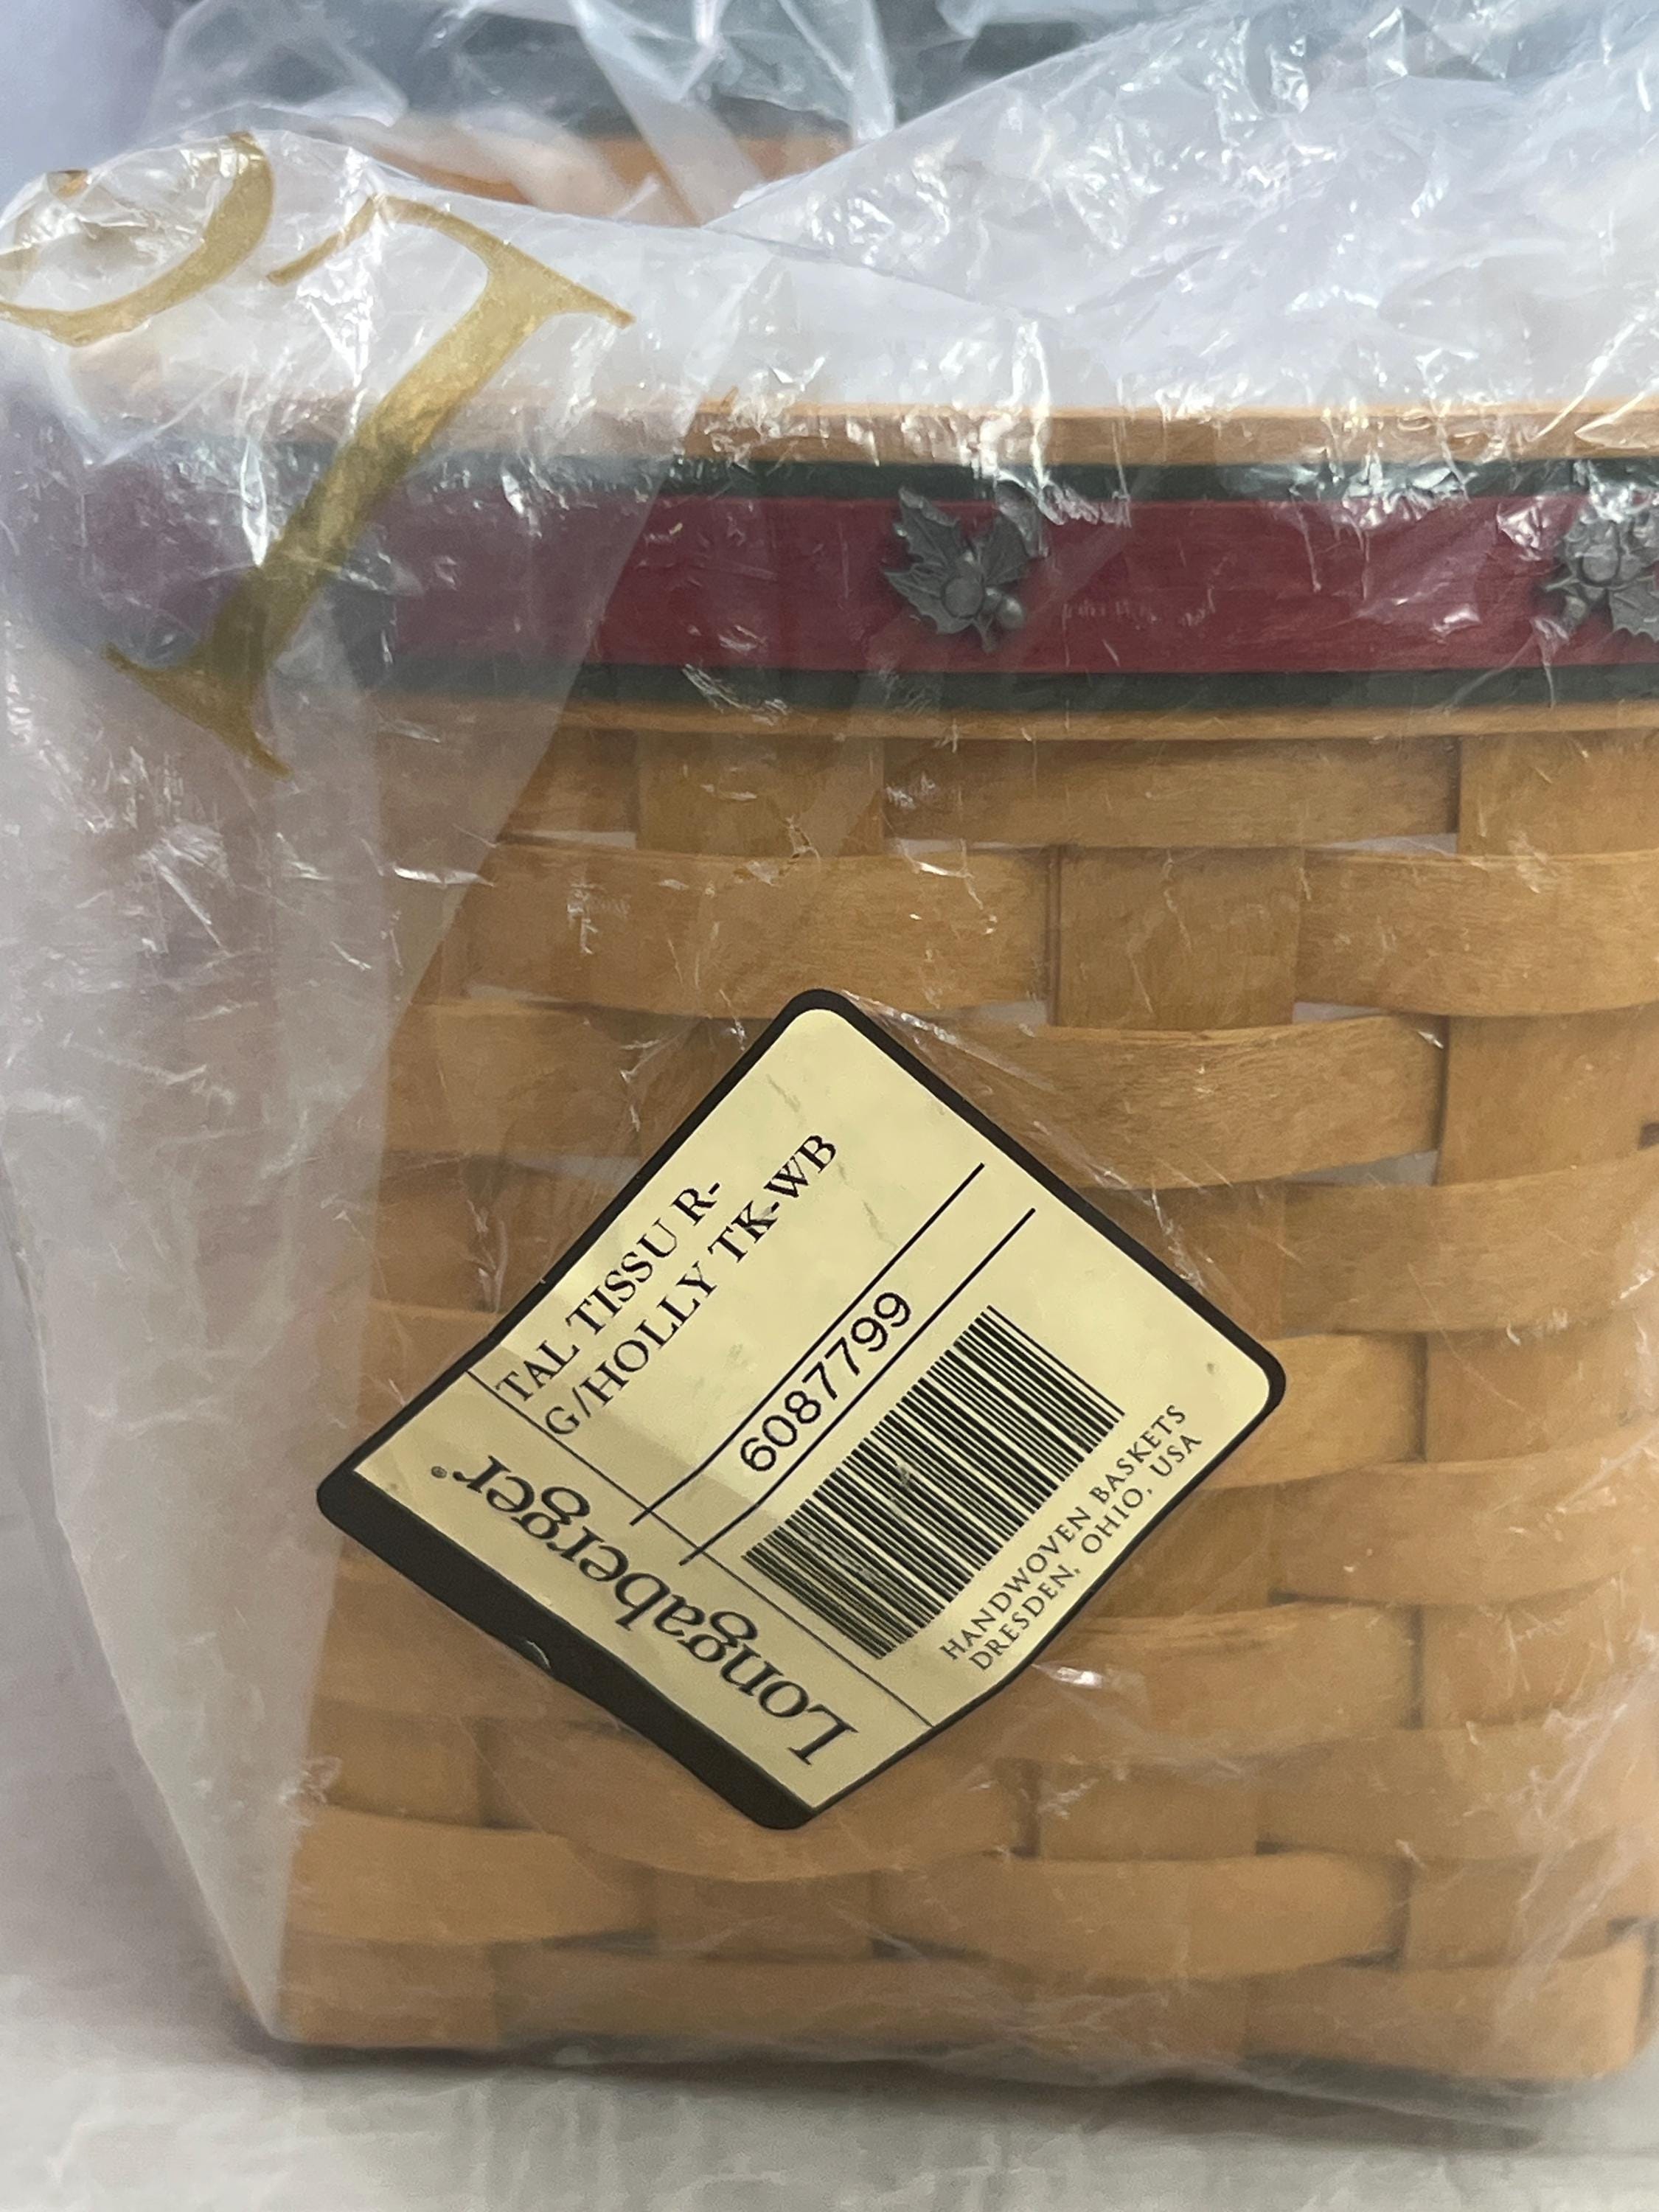 TAL TISSU R-
G/HOLLY TK-WB
6087799
HANDWOVEN BASKETS
DRESDEN, OHIO, USA
Longaberger®